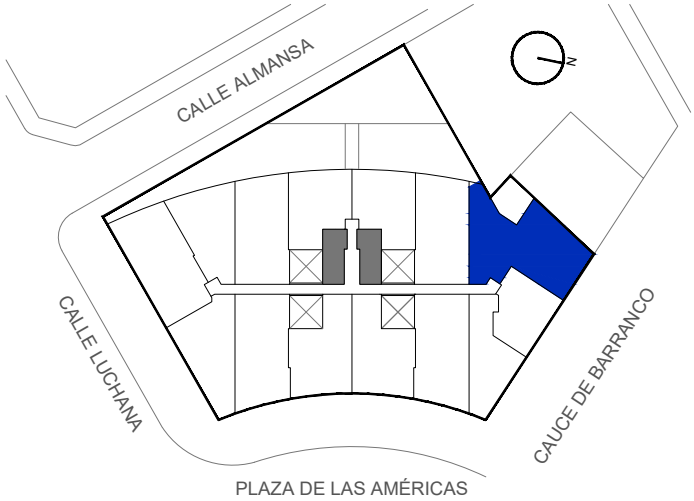 CALLE ALMANSA
N
CALLE LUCHANA
CAUCE DE BARRANCO
PLAZA DE LAS AMÉRICAS